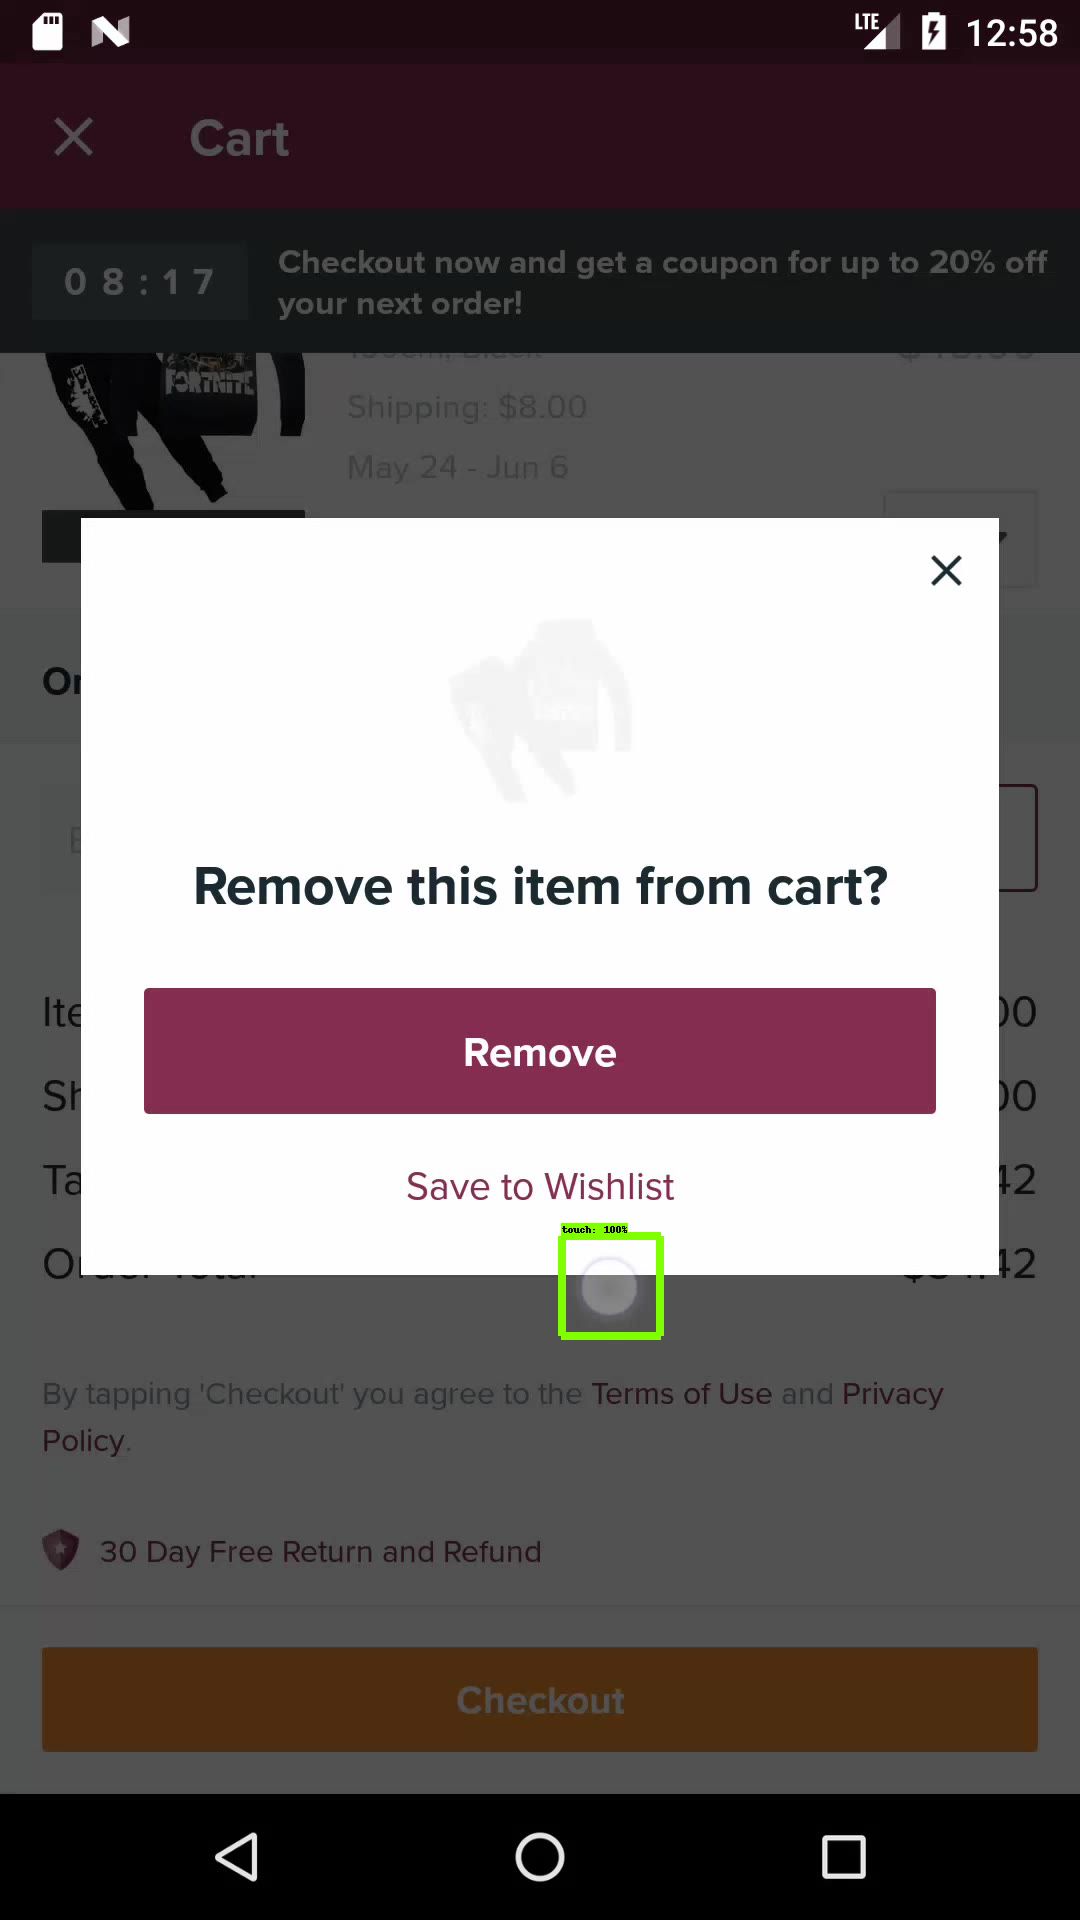 LTE 12:58
Cart
08:17
Checkout now and get a coupon for up to 20% off
your next order!
FORTNITE
Shipping: $8.00
May 24 - Jun 6
Remove this item from cart?
Remove
Save to Wishlist
touch: 100%
By tapping 'Checkout' you agree to the Terms of Use and Privacy
Policy.
30 Day Free Return and Refund
Checkout